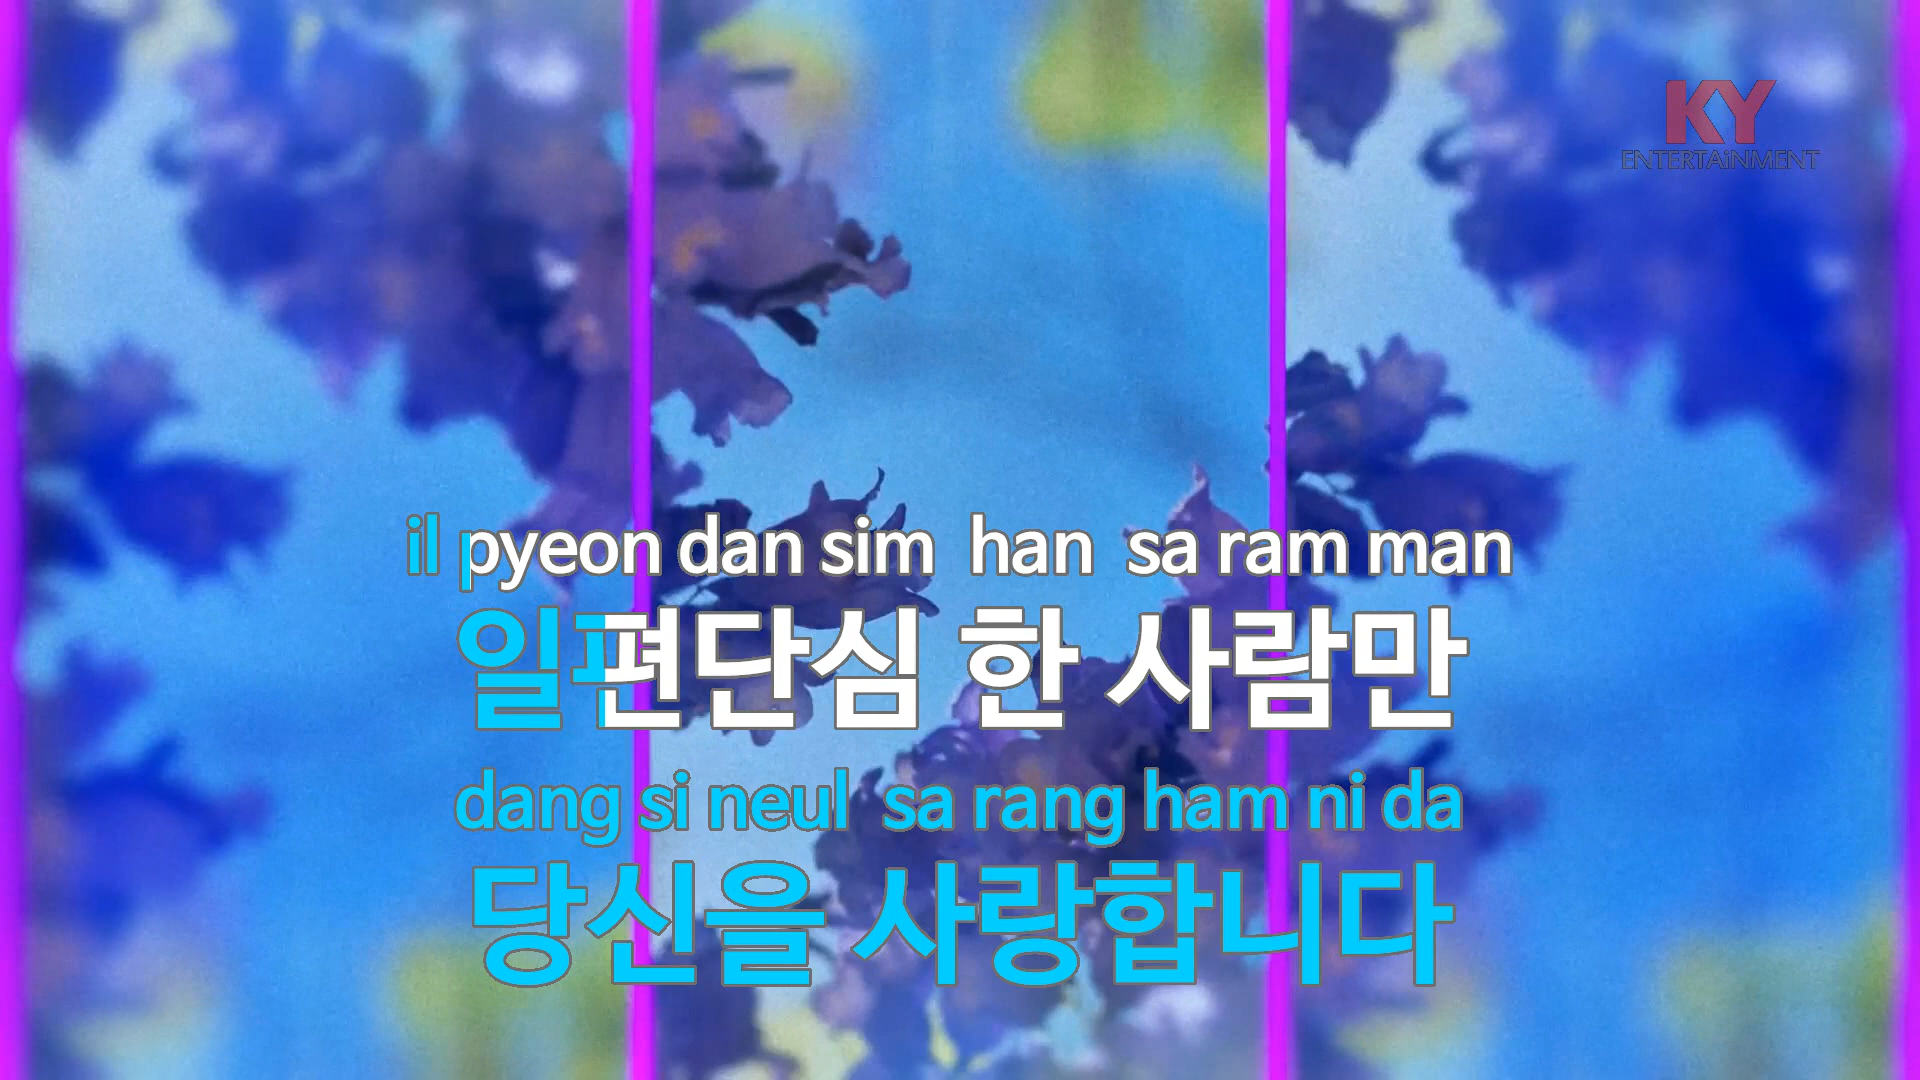 KY
ENTERTAiNMENT
il pyeon dan sim han sa ram man
일편단심 한 사람만
dang si neul sa rang ham ni da
당신을 사랑합니다